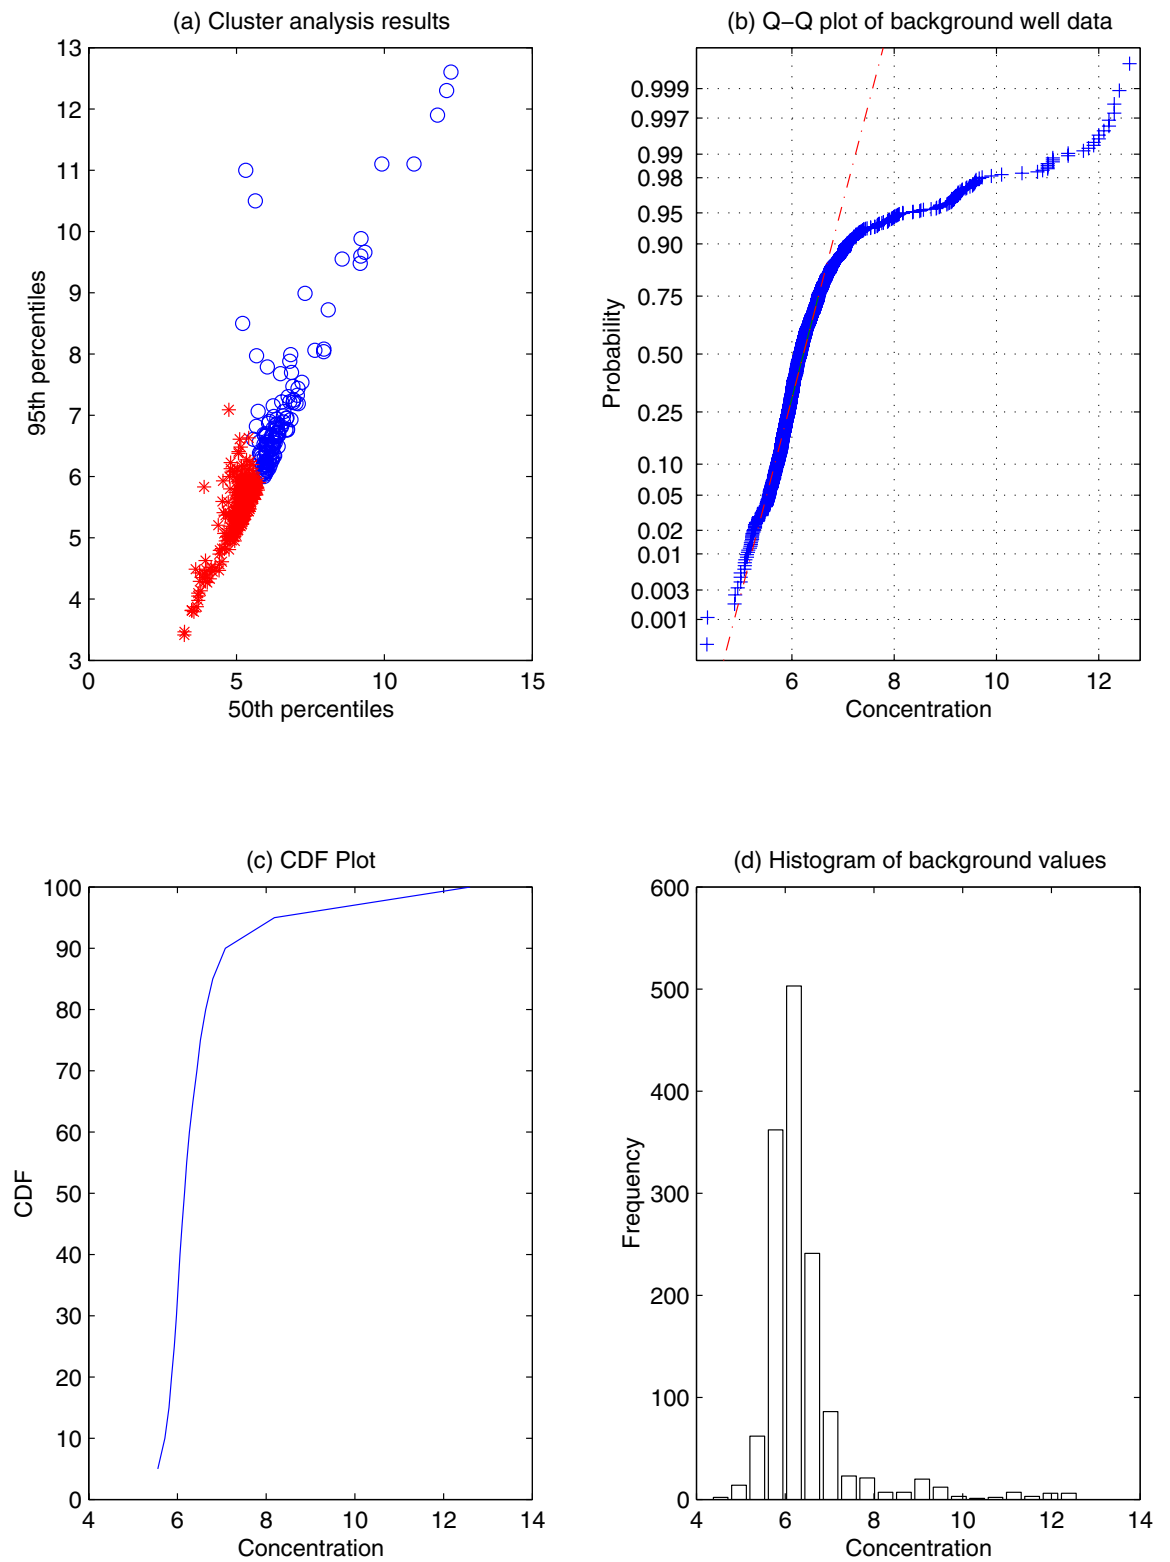 (a) Cluster analysis results
13
12
11
10
9
8
7
6
5
4
3
95th percentiles
0 5 10 15
50th percentiles
(b) Q−Q plot of background well data
0.999
0.997
0.99
0.98
0.95
0.90
0.75
0.50
0.25
0.10
0.05
0.02
0.01
0.003
0.001
Probability
6 8 10 12
Concentration
(c) CDF Plot
100
90
80
70
60
50
40
30
20
10
0
CDF
4 6 8 10 12 14
Concentration
(d) Histogram of background values
600
500
400
300
200
100
0
Frequency
4 6 8 10 12 14
Concentration